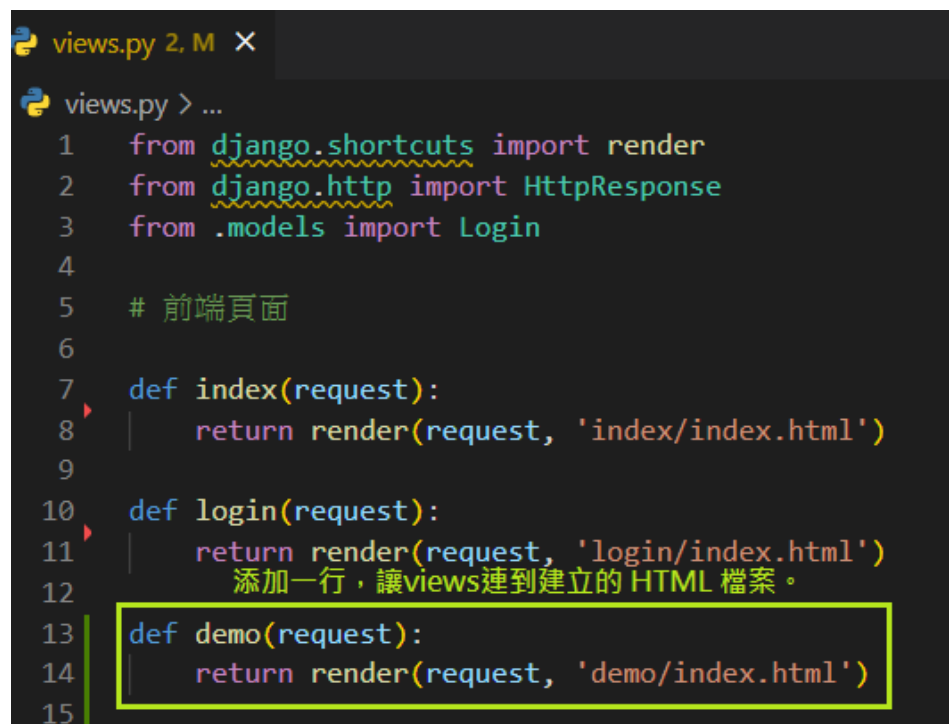 views.py 2, M ×
views.py > ...
1 from django.shortcuts import render
2 from django.http import HttpResponse
3 from .models import Login
4
5 # 前端頁面
6
7 def index(request):
8     return render(request, 'index/index.html')
9
10 def login(request):
11     return render(request, 'login/index.html')
添加一行，讓views連到建立的 HTML 檔案。
12
13 def demo(request):
14     return render(request, 'demo/index.html')
15